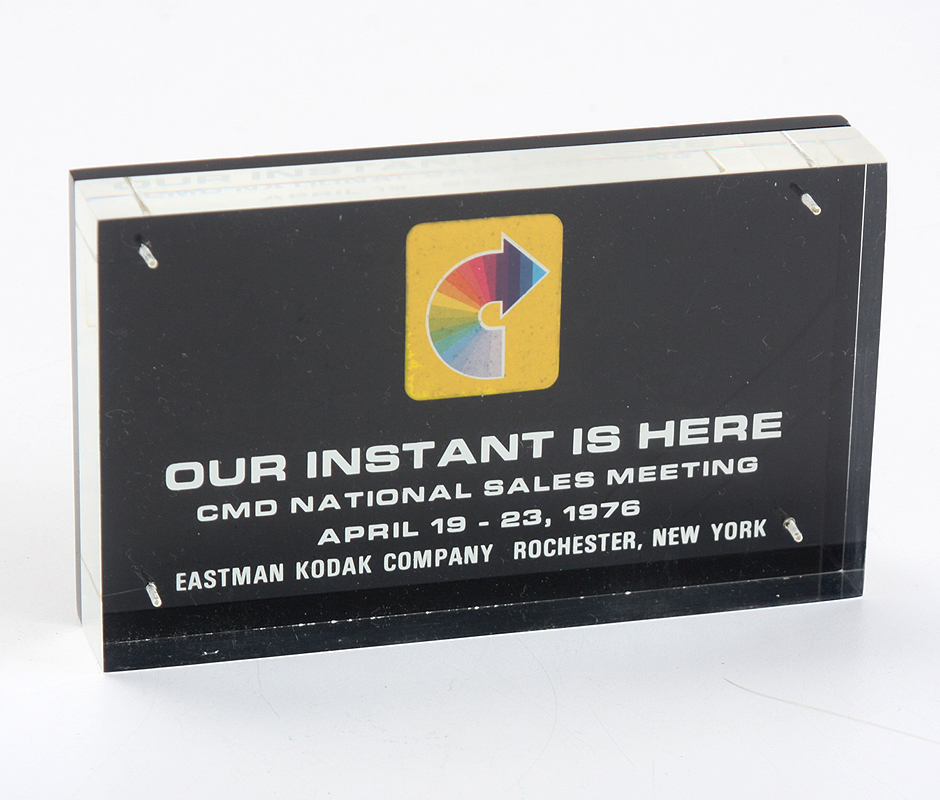 OUR INSTANT IS HERE
CMD NATIONAL SALES MEETING
APRIL 19 - 23, 1976
EASTMAN KODAK COMPANY ROCHESTER, NEW YORK